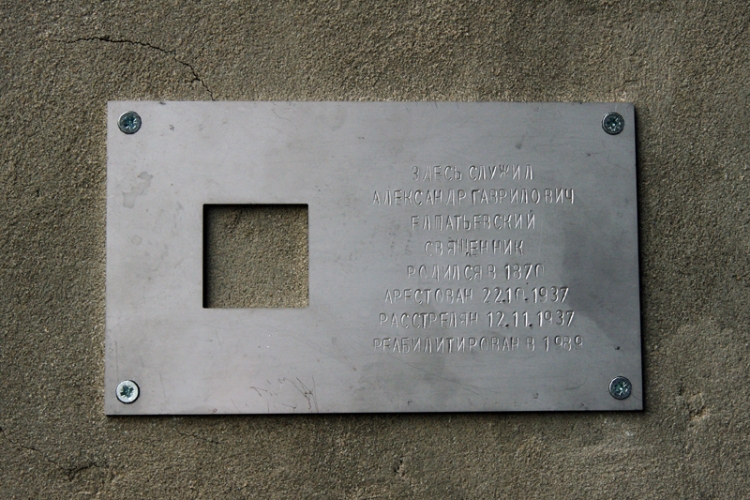 ЗДЕСЬ СЛУЖИЛ
АЛЕКСАНДР ГАВРИЛОВИЧ
ЕЛПАТЬЕВСКИЙ
СВЯЩЕННИК
РОДИЛСЯ В 1870
АРЕСТОВАН 22.10.1937
РАССТРЕЛЯН 12.11.1937
РЕАБИЛИТИРОВАН В 1989